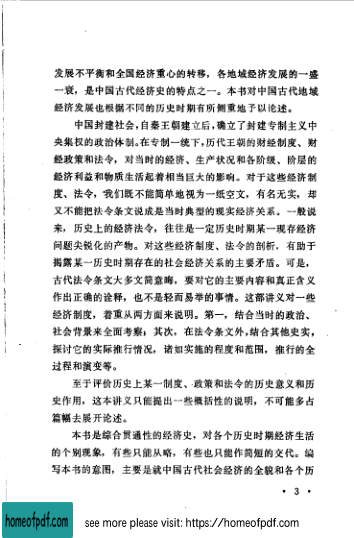 发展不平衡和全国经济重心的转移，各地域经济发展的一盛
一衰，是中国古代经济史的特点之一。本书对中国古代地域
经济发展也根据不同的历史时期有所侧重地予以论述。
中国封建社会，自秦王朝建立后，确立了封建专制主义中
央集权的政治体制。在专制一统下，历代王朝的财经制度、财
经政策和法令，对当时的经济、生产状况和各阶级、阶层的
经济利益和物质生活起着相当巨大的影响。对于这些经济制
度、法令，我们既不能简单地视为一纸空文，有名无实，却
又不能把法令条文说成是当时典型的现实经济关系。一般说
来，历史上的经济法令，往往是一定历史时期某一现存经济
问题尖锐化的产物。对这些经济制度、法令的剖析，有助于
揭露某一历史时期存在的社会经济关系的主要矛盾。可是，
古代法令条文大多文简意晦，要对它的主要内容和真正含义
作出正确的诠释，也不是轻而易举的事情。这部讲义对一些
经济制度，着重从两方面来说明。第一，结合当时的政治、
社会背景来全面考察；其次，在法令条文外，结合其他史实，
探讨它的实际推行情况，诸如实施的程度和范围，推行的全
过程和演变等。
至于评价历史上某一制度、政策和法令的历史意义和历
史作用，这本讲义只能提出一些概括性的说明，不可能多占
篇幅去展开论述。
本书是综合贯通性的经济史，对各个历史时期经济生活
的个别现象，有些只能从略，有些也只能作简短的交代。编
写本书的意图，主要是就中国古代社会经济的全貌和各个历
• 3 •
homeofpdf.com
see more please visit: https://homeofpdf.com